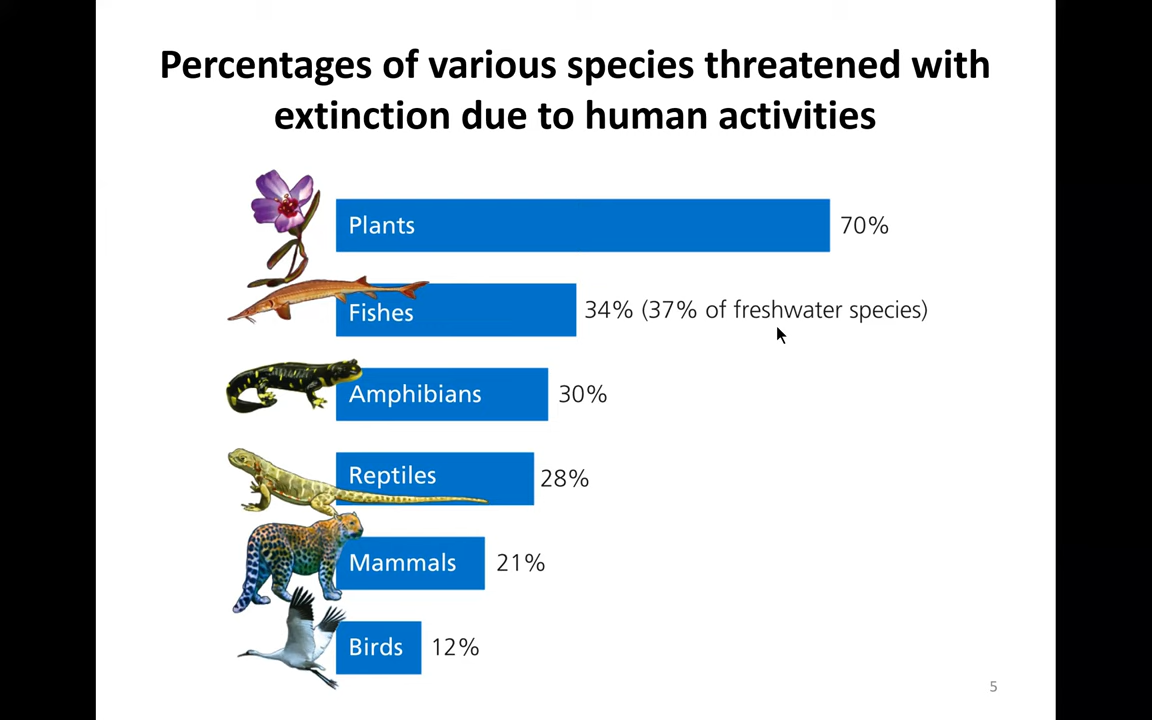 Percentages of various species threatened with
extinction due to human activities
Plants 70%
Fishes 34% (37% of freshwater species)
Amphibians 30%
Reptiles 28%
Mammals 21%
Birds 12%
5